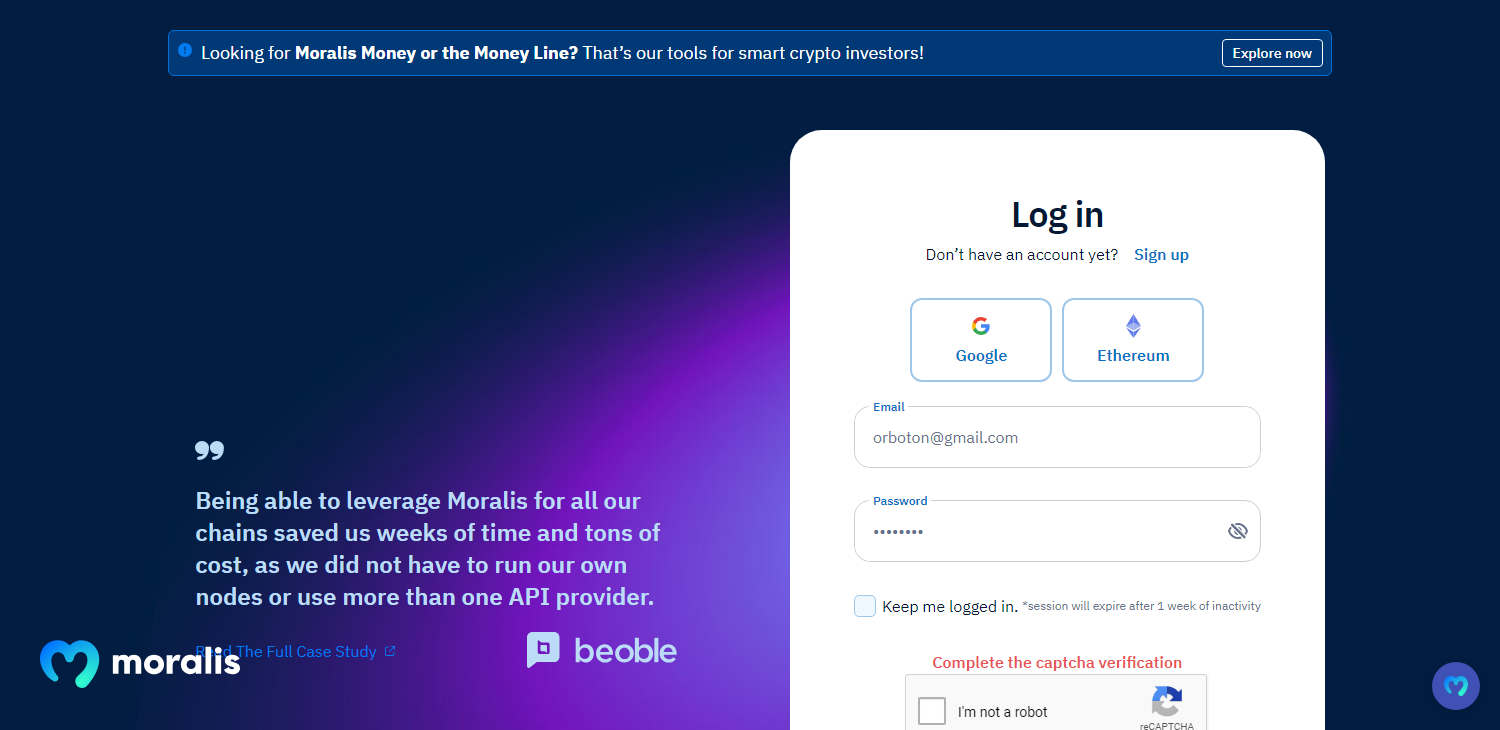 Looking for Moralis Money or the Money Line? That’s our tools for smart crypto investors!
Explore now
Log in
Don’t have an account yet? Sign up
Google
Ethereum
Email
orboton@gmail.com
Password
••••••••
Keep me logged in. *session will expire after 1 week of inactivity
Complete the captcha verification
I'm not a robot
reCAPTCHA
”
Being able to leverage Moralis for all our
chains saved us weeks of time and tons of
cost, as we did not have to run our own
nodes or use more than one API provider.
Read The Full Case Study
beoble
moralis